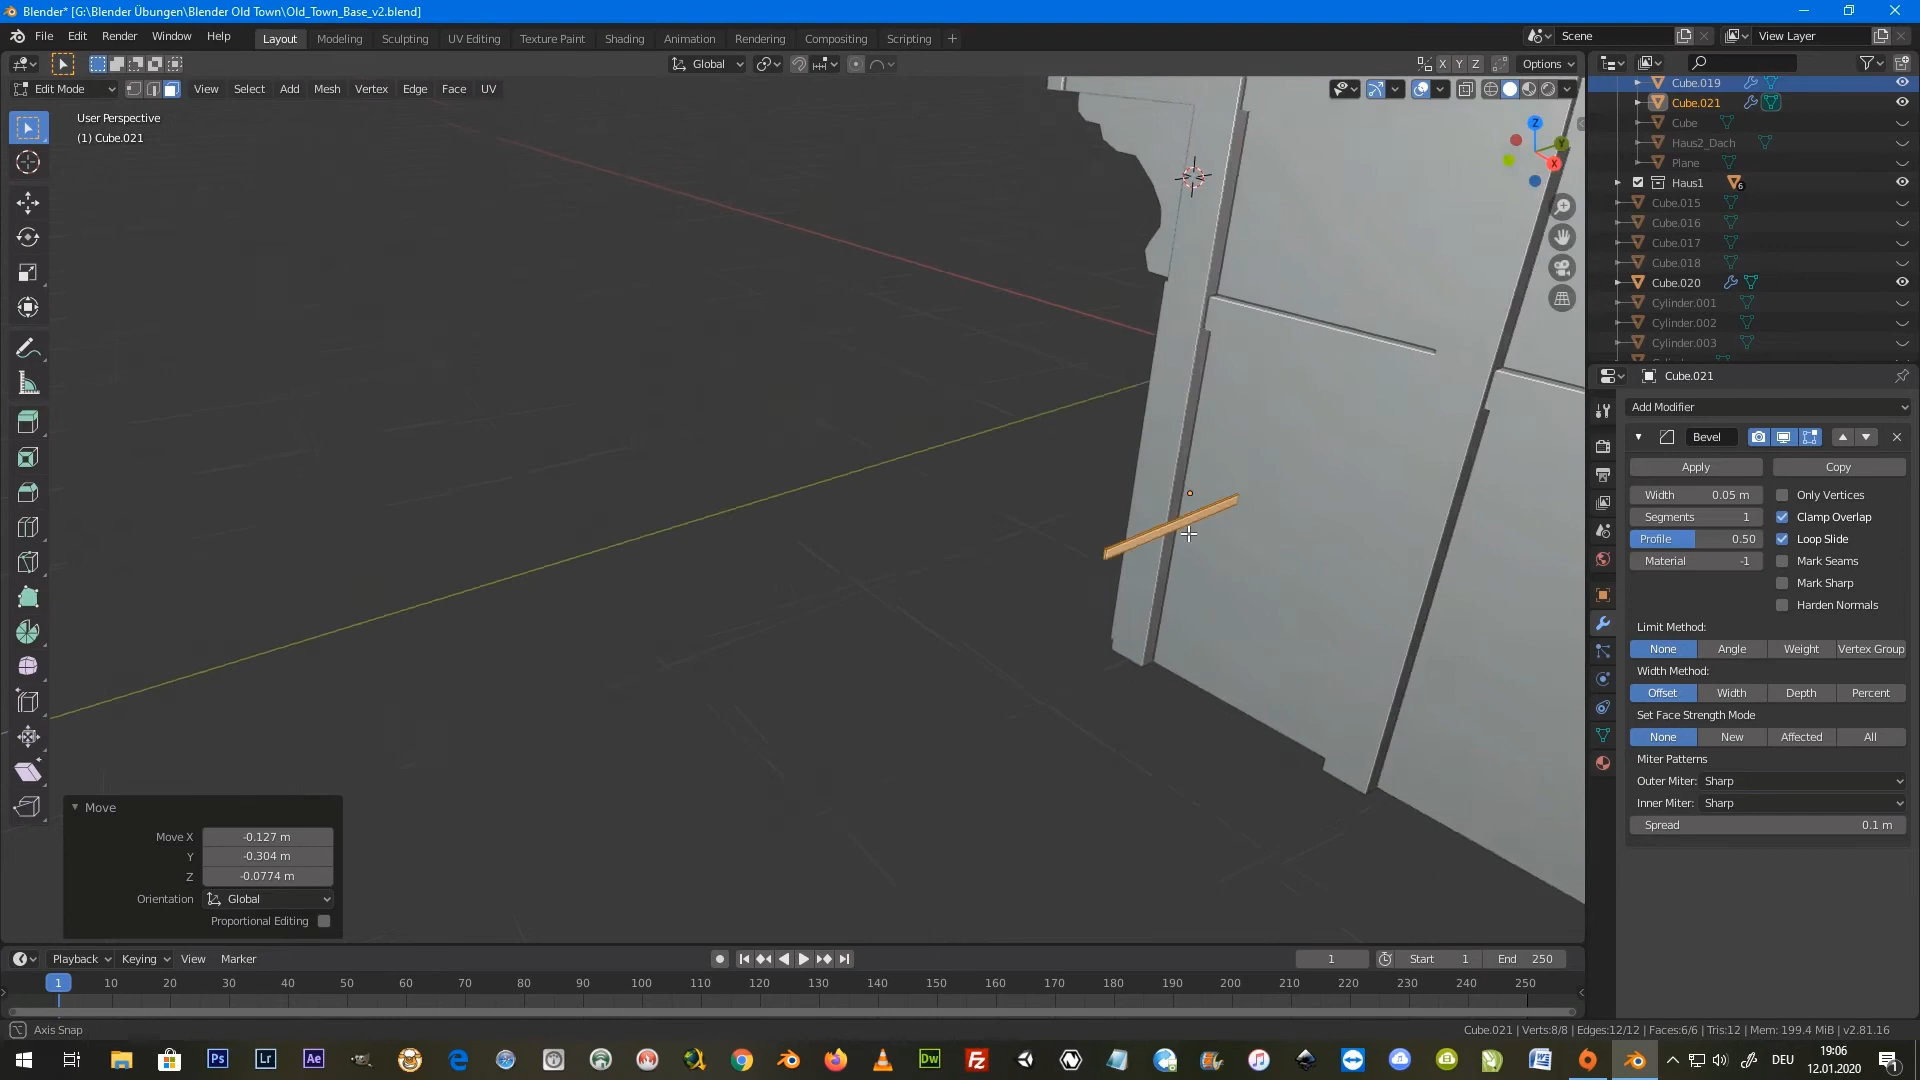 Blender* [G:\Blender Übungen\Blender Old Town\Old_Town_Base_v2.blend]
File Edit Render Window Help
Layout Modeling Sculpting UV Editing Texture Paint Shading Animation Rendering Compositing Scripting +
Scene
View Layer
Global
X Y Z
Options
Edit Mode
View Select Add Mesh Vertex Edge Face UV
User Perspective
(1) Cube.021
Z
Y
X
Cube.019
Cube.021
Cube
Haus2_Dach
Plane
Haus1
6
Cube.015
Cube.016
Cube.017
Cube.018
Cube.020
Cylinder.001
Cylinder.002
Cylinder.003
Cube.021
Add Modifier
Bevel
Apply
Copy
Width 0.05 m
Only Vertices
Segments 1
Clamp Overlap
Profile 0.50
Loop Slide
Material -1
Mark Seams
Mark Sharp
Harden Normals
Limit Method:
None Angle Weight Vertex Group
Width Method:
Offset Width Depth Percent
Set Face Strength Mode
None New Affected All
Miter Patterns
Outer Miter: Sharp
Inner Miter: Sharp
Spread 0.1 m
Move
Move X -0.127 m
Y -0.304 m
Z -0.0774 m
Orientation Global
Proportional Editing
Playback Keying View Marker
1
Start 1
End 250
1 10 20 30 40 50 60 70 80 90 100 110 120 130 140 150 160 170 180 190 200 210 220 230 240 250
Axis Snap
Cube.021 | Verts:8/8 | Edges:12/12 | Faces:6/6 | Tris:12 | Mem: 199.4 MiB | v2.81.16
Ps
Lr
Ae
Dw
DEU
19:06
12.01.2020
1